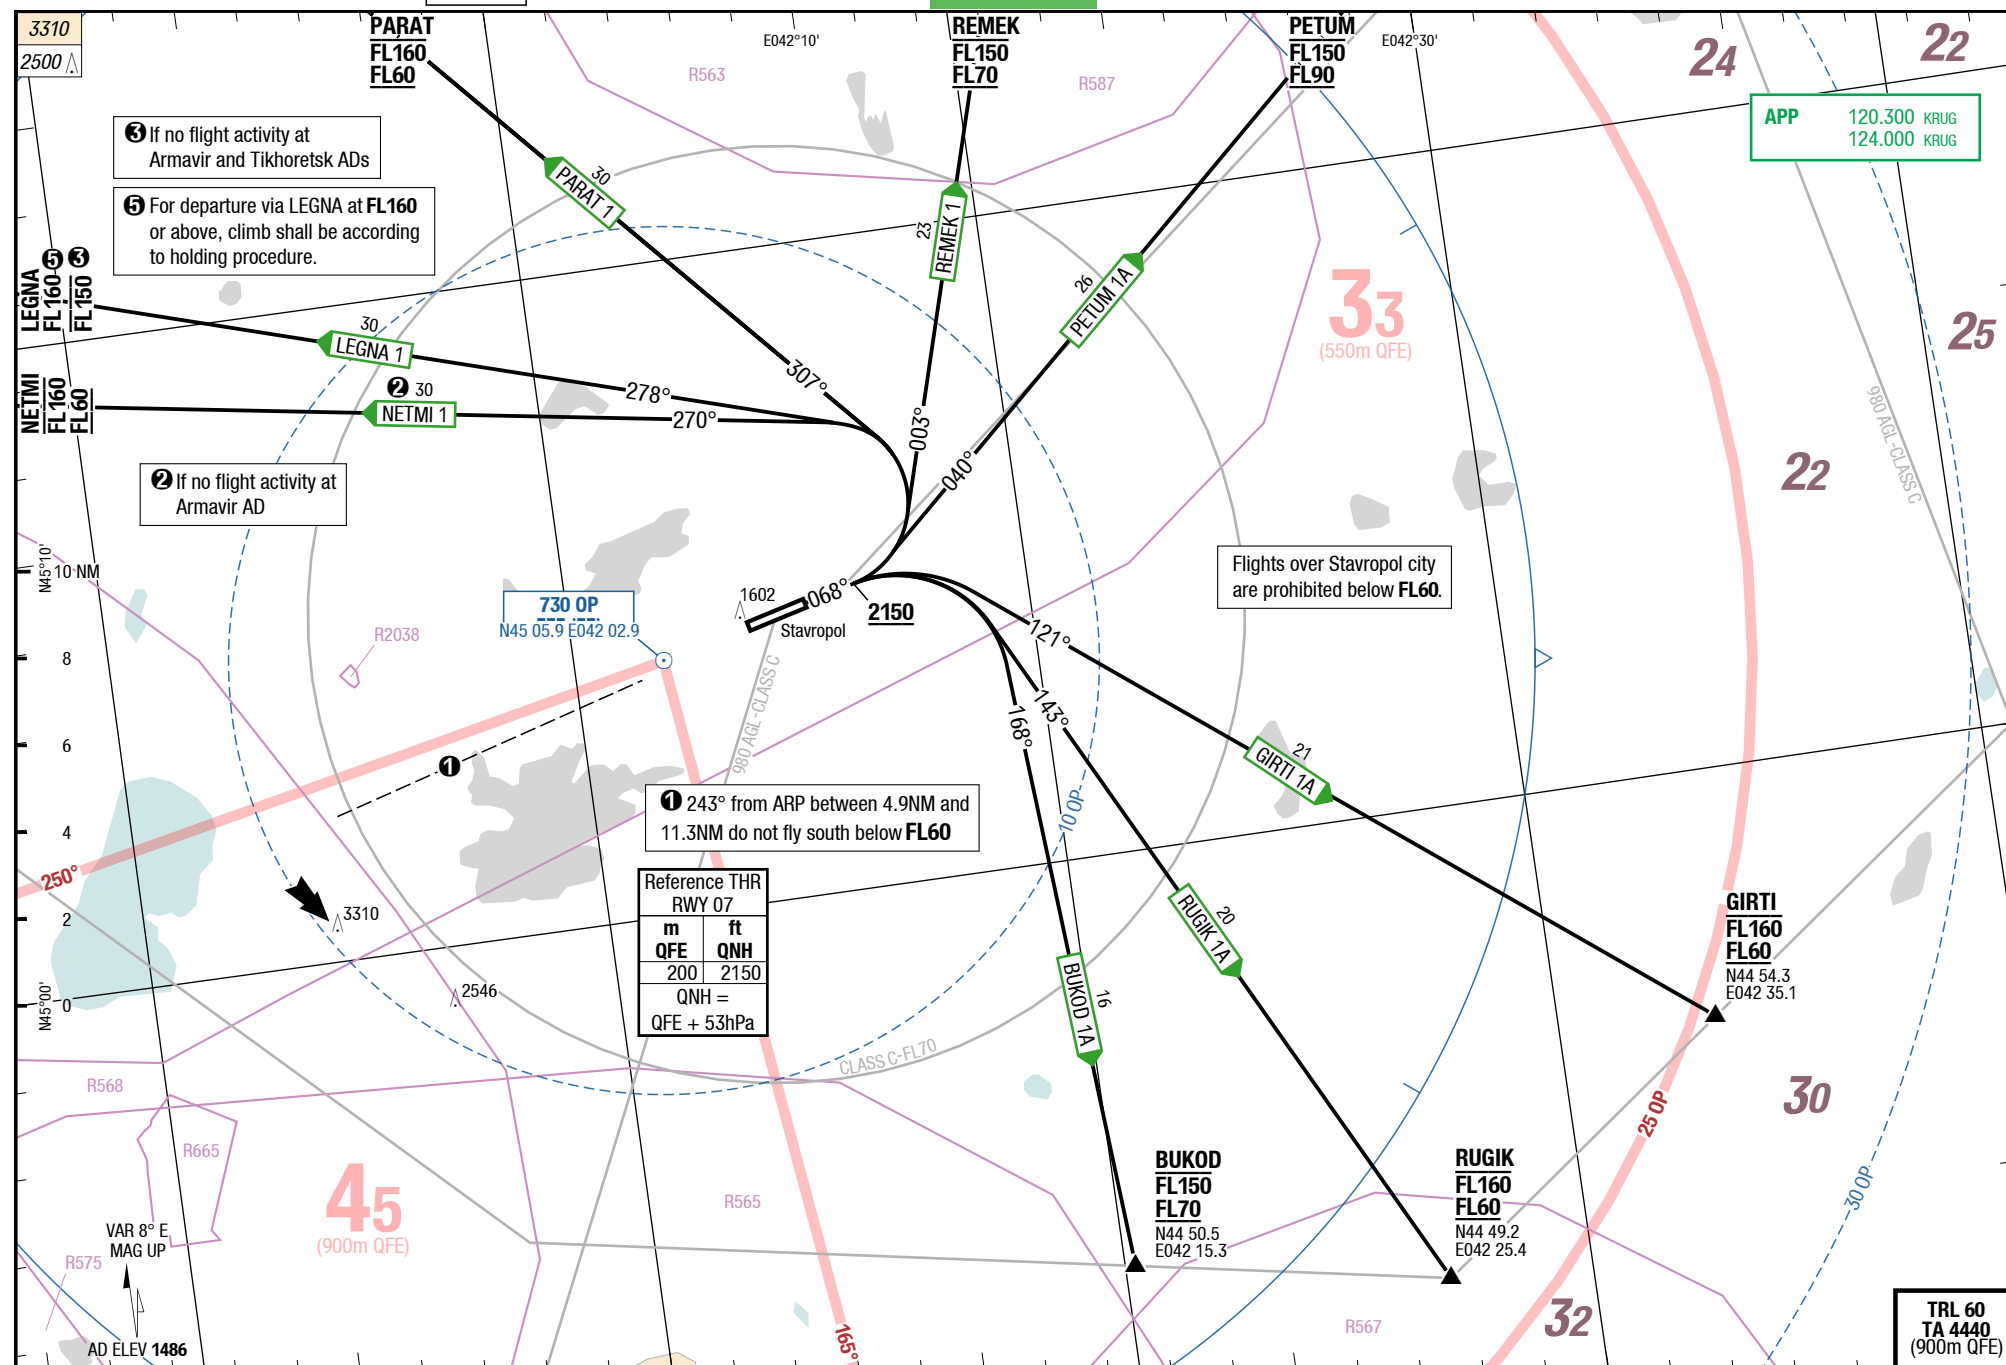 3310
2500
PARAT
FL160
FL60
E042°10'
REMEK
FL150
FL70
PETUM
FL150
FL90
E042°30'
24
22
R563
R587
APP 120.300 KRUG
124.000 KRUG
3 If no flight activity at
Armavir and Tikhoretsk ADs
5 For departure via LEGNA at FL160
or above, climb shall be according
to holding procedure.
30
PARAT 1
23
REMEK 1
26
PETUM 1A
LEGNA
FL160 5
FL150 3
33
(550m QFE)
25
30
LEGNA 1
307°
278°
NETMI
FL160
FL60
2 30
NETMI 1
270°
003°
040°
980 AGL-CLASS C
22
2 If no flight activity at
Armavir AD
N45°10'
10 NM
8
6
4
2
0
N45°00'
Flights over Stavropol city
are prohibited below FL60.
730 OP
N45 05.9 E042 02.9
1602
068°
2150
Stavropol
R2038
121°
143°
168°
980 AGL-CLASS C
21
GIRTI 1A
1
1 243° from ARP between 4.9NM and
11.3NM do not fly south below FL60
10 OP
250°
Reference THR
RWY 07
m ft
QFE QNH
200 2150
QNH =
QFE + 53hPa
3310
2546
20
RUGIK 1A
16
BUKOD 1A
GIRTI
FL160
FL60
N44 54.3
E042 35.1
CLASS C-FL70
R568
R665
30
25 OP
30 OP
BUKOD
FL150
FL70
N44 50.5
E042 15.3
RUGIK
FL160
FL60
N44 49.2
E042 25.4
45
(900m QFE)
R565
VAR 8° E
MAG UP
R575
AD ELEV 1486
165°
R567
32
TRL 60
TA 4440
(900m QFE)